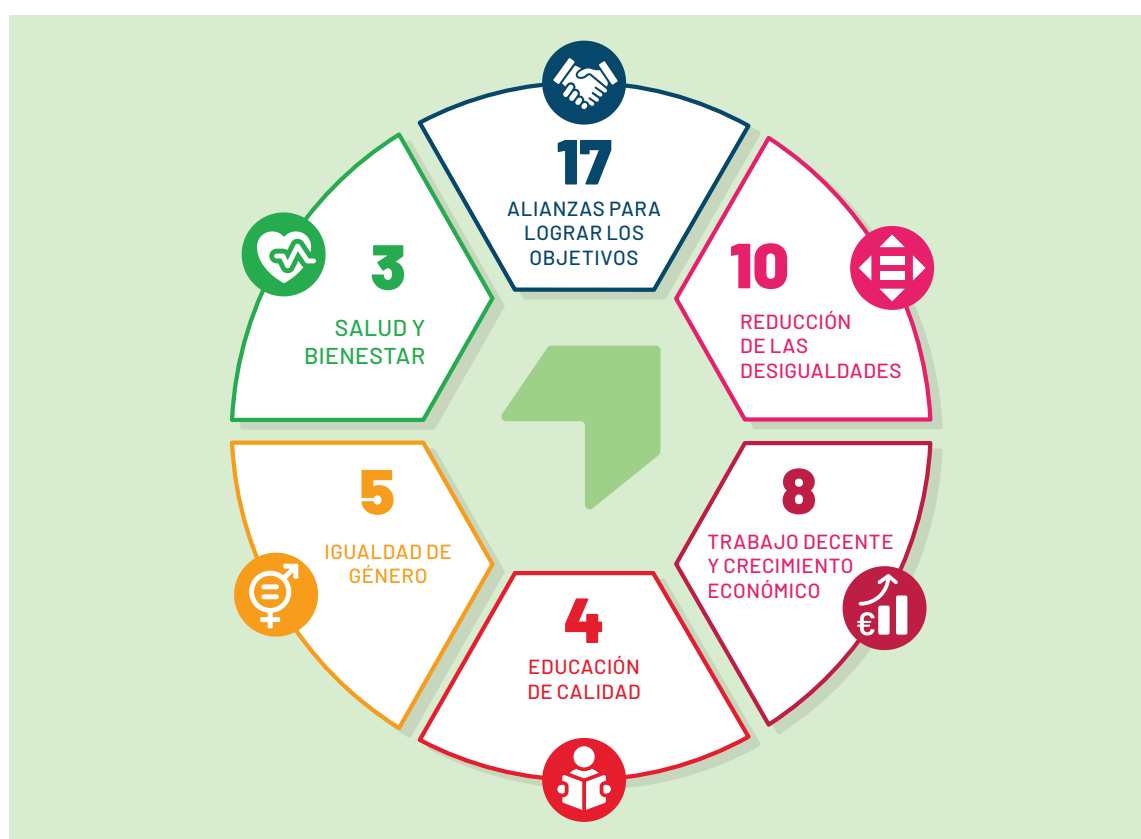 17
ALIANZAS PARA
LOGRAR LOS
OBJETIVOS
10
REDUCCIÓN
DE LAS
DESIGUALDADES
8
TRABAJO DECENTE
Y CRECIMIENTO
ECONÓMICO
€
4
EDUCACIÓN
DE CALIDAD
5
IGUALDAD DE
GÉNERO
3
SALUD Y
BIENESTAR